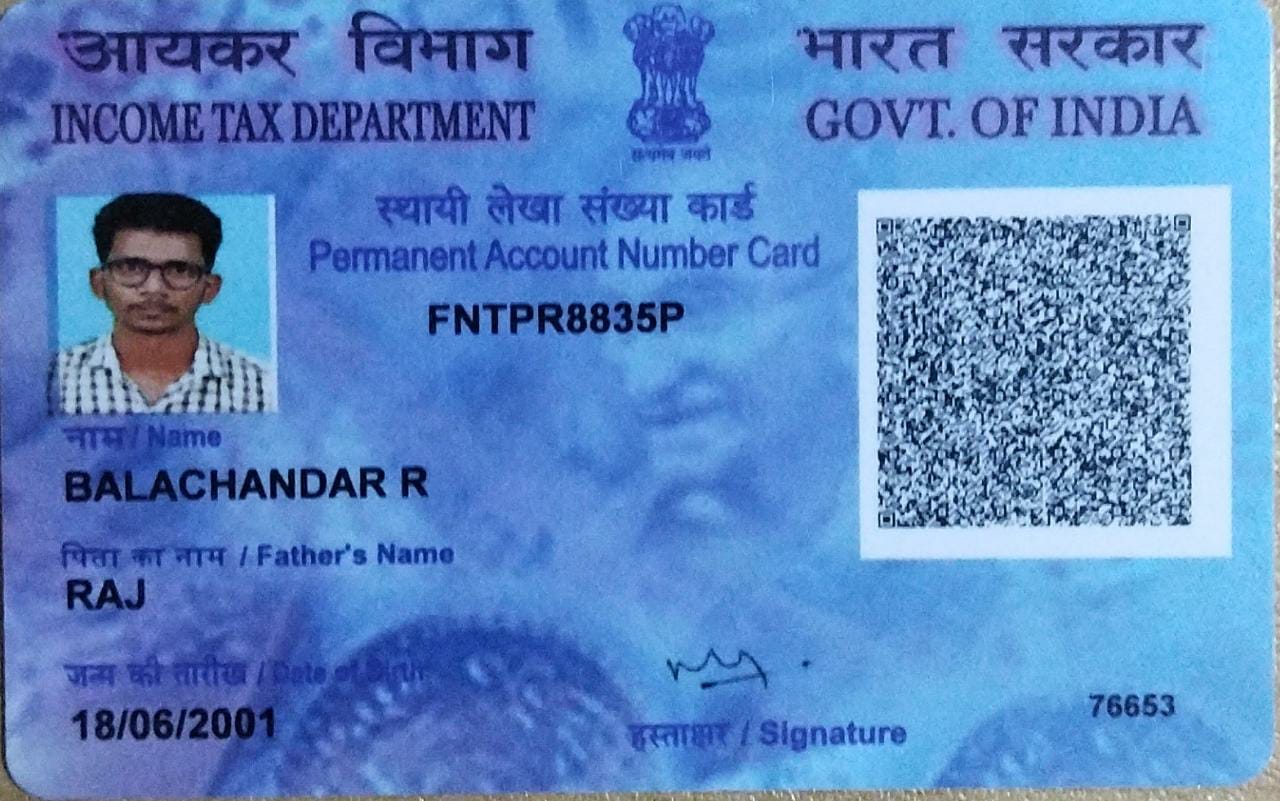 आयकर विभाग
INCOME TAX DEPARTMENT
भारत सरकार
GOVT. OF INDIA
सत्यमेव जयते
स्थायी लेखा संख्या कार्ड
Permanent Account Number Card
FNTPR8835P
नाम / Name
BALACHANDAR R
पिता का नाम / Father's Name
RAJ
जन्म की तारीख / Date of Birth
18/06/2001
हस्ताक्षर / Signature
76653